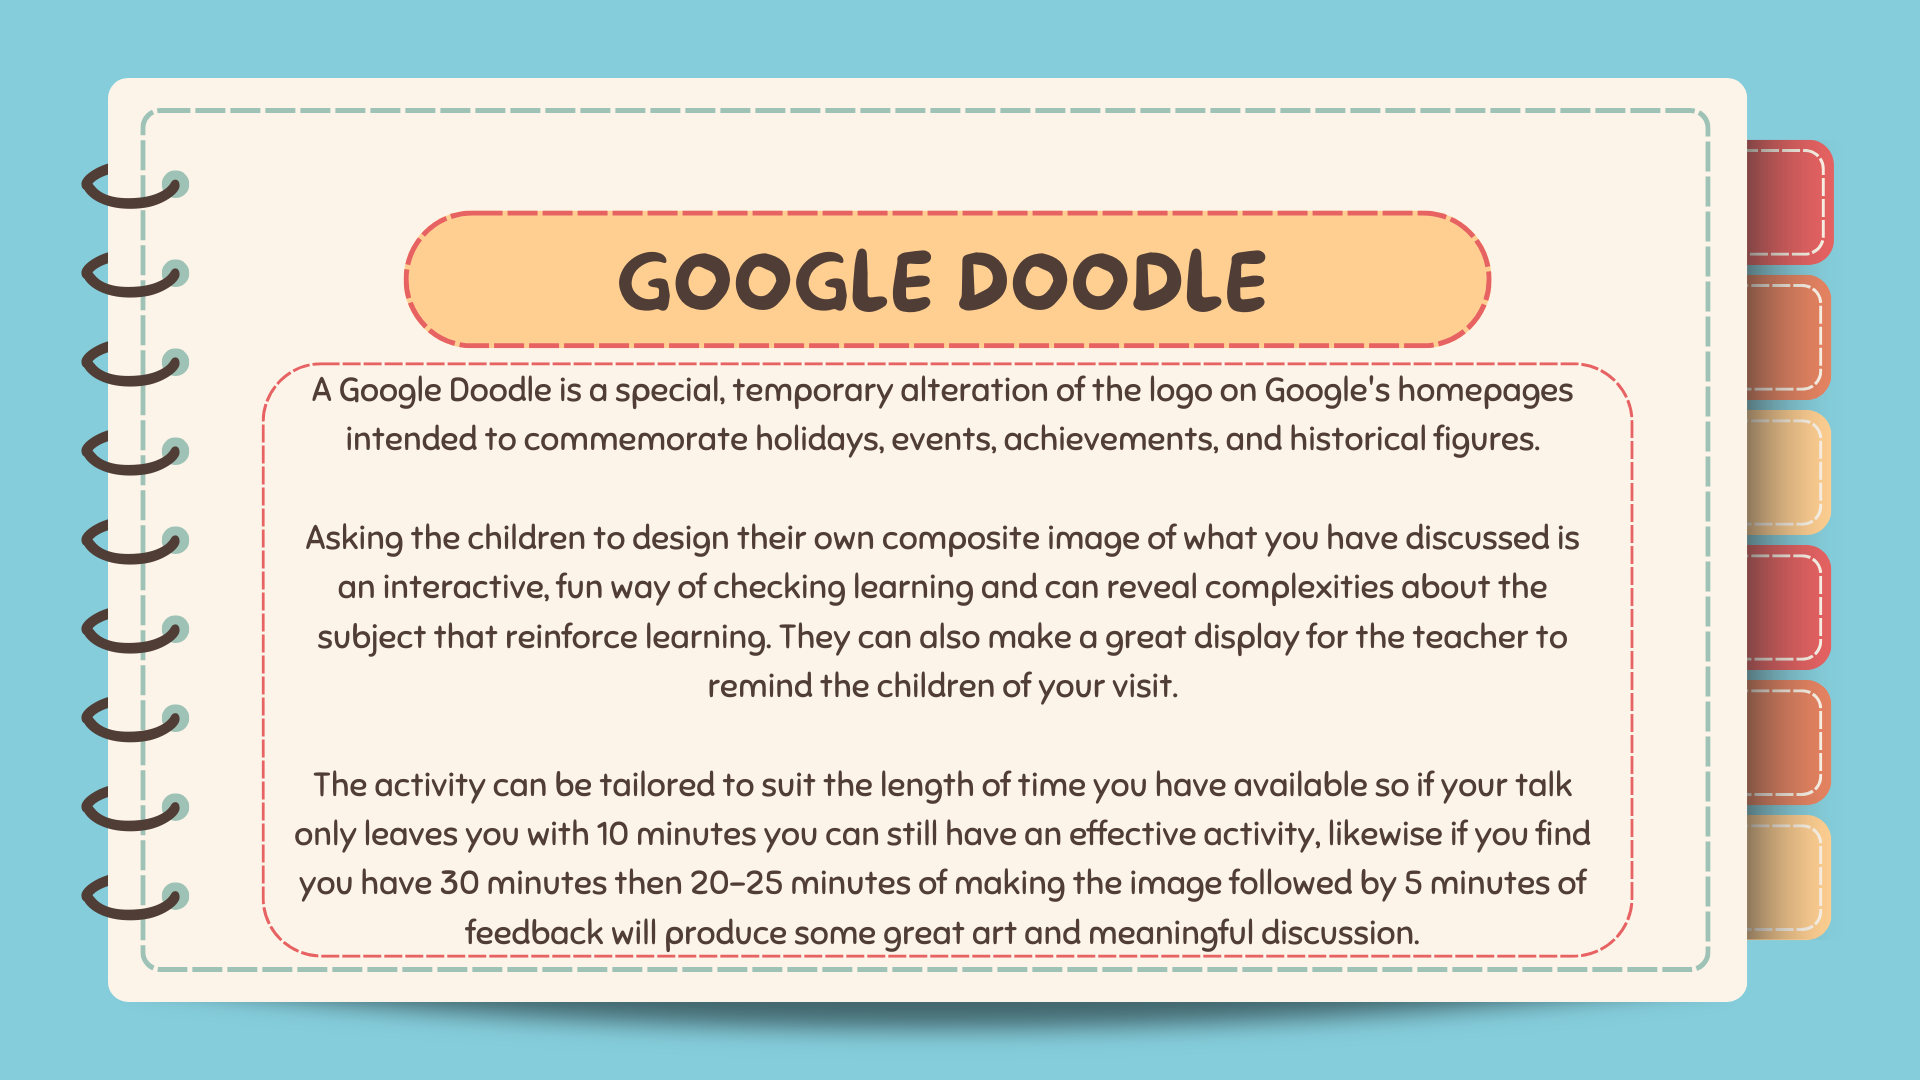 GOOGLE DOODLE
A Google Doodle is a special, temporary alteration of the logo on Google's homepages
intended to commemorate holidays, events, achievements, and historical figures.
Asking the children to design their own composite image of what you have discussed is
an interactive, fun way of checking learning and can reveal complexities about the
subject that reinforce learning. They can also make a great display for the teacher to
remind the children of your visit.
The activity can be tailored to suit the length of time you have available so if your talk
only leaves you with 10 minutes you can still have an effective activity, likewise if you find
you have 30 minutes then 20-25 minutes of making the image followed by 5 minutes of
feedback will produce some great art and meaningful discussion.